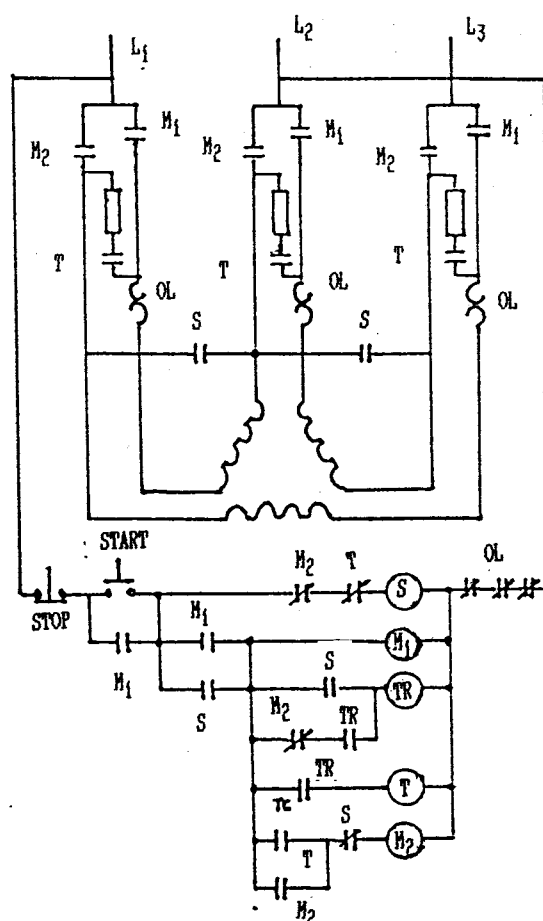 L1 L2 L3
M1 M1 M1
M2 M2 M2
T T T
OL OL OL
S S
START
M2 T S OL
STOP
M1 M1
M1 S TR
S M2 TR
TR T
TC S
T M2
M2